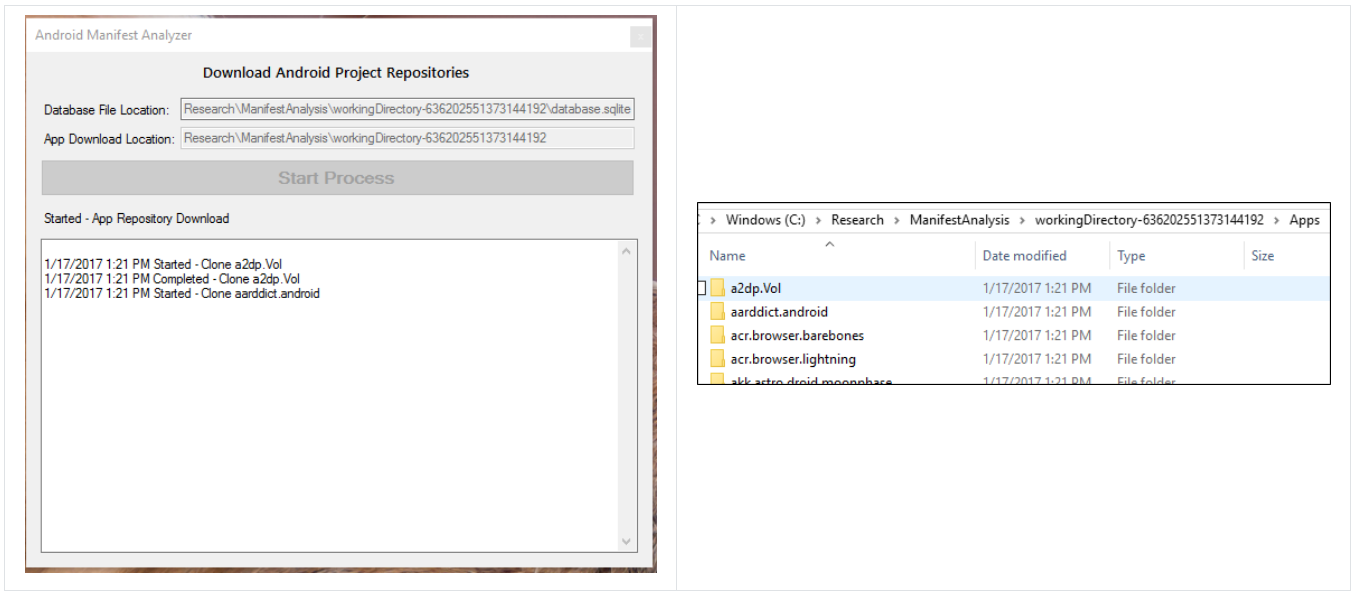 Android Manifest Analyzer
Download Android Project Repositories
Database File Location: Research\ManifestAnalysis\workingDirectory-636202551373144192\database.sqlite
App Download Location: Research\ManifestAnalysis\workingDirectory-636202551373144192
Start Process
Started - App Repository Download
1/17/2017 1:21 PM Started - Clone a2dp.Vol
1/17/2017 1:21 PM Completed - Clone a2dp.Vol
1/17/2017 1:21 PM Started - Clone aarddict.android
› Windows (C:) › Research › ManifestAnalysis › workingDirectory-636202551373144192 › Apps
Name Date modified Type Size
a2dp.Vol 1/17/2017 1:21 PM File folder
aarddict.android 1/17/2017 1:21 PM File folder
acr.browser.barebones 1/17/2017 1:21 PM File folder
acr.browser.lightning 1/17/2017 1:21 PM File folder
akk.astro.droid.moonphase 1/17/2017 1:21 PM File folder